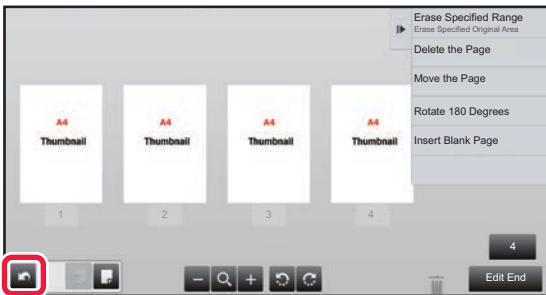 Erase Specified Range
Erase Specified Original Area
Delete the Page
Move the Page
Rotate 180 Degrees
Insert Blank Page
A4 A4 A4 A4
Thumbnail Thumbnail Thumbnail Thumbnail
1 2 3 4
4
Edit End